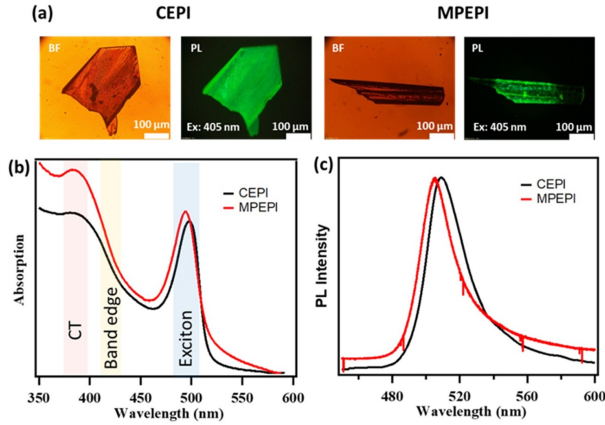 (a) CEPI MPEPI
BF PL BF PL
100 µm Ex: 405 nm 100 µm 100 µm Ex: 405 nm 100 µm
(b) (c)
CEPI
MPEPI
Absorption
CT
Band edge
Exciton
350 400 450 500 550 600
Wavelength (nm)
CEPI
MPEPI
PL Intensity
480 520 560 600
Wavelength (nm)